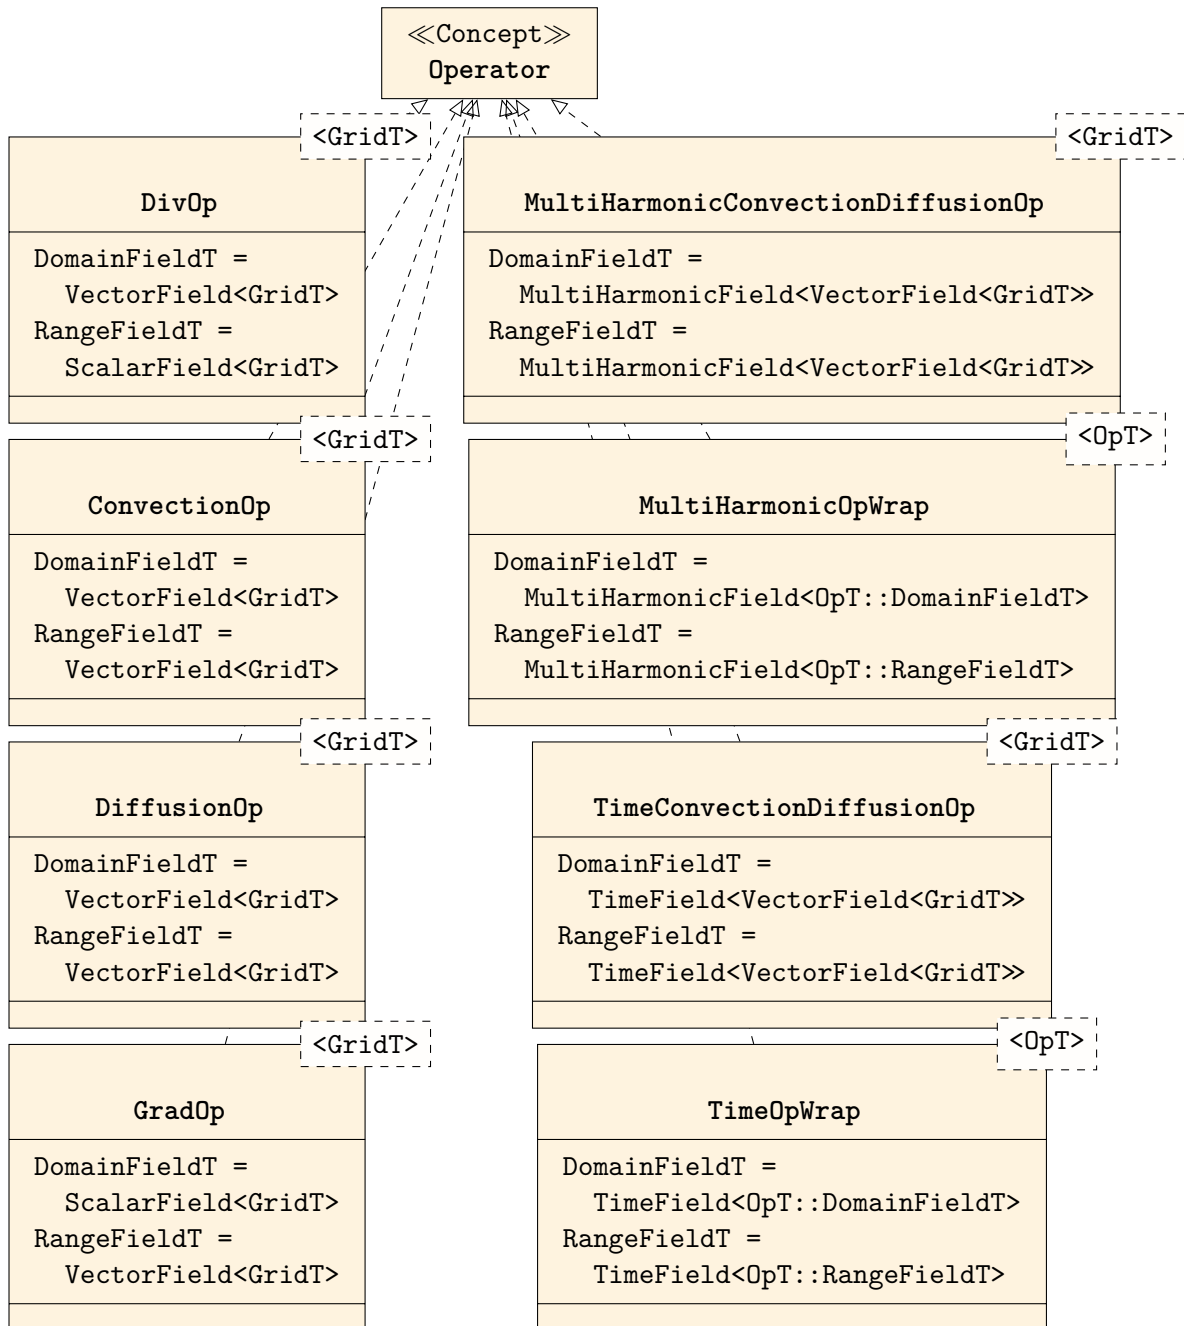 ≪Concept≫
Operator
<GridT>
DivOp
DomainFieldT =
VectorField<GridT>
RangeFieldT =
ScalarField<GridT>
<GridT>
ConvectionOp
DomainFieldT =
VectorField<GridT>
RangeFieldT =
VectorField<GridT>
<GridT>
DiffusionOp
DomainFieldT =
VectorField<GridT>
RangeFieldT =
VectorField<GridT>
<GridT>
GradOp
DomainFieldT =
ScalarField<GridT>
RangeFieldT =
VectorField<GridT>
<GridT>
MultiHarmonicConvectionDiffusionOp
DomainFieldT =
MultiHarmonicField<VectorField<GridT≫
RangeFieldT =
MultiHarmonicField<VectorField<GridT≫
<OpT>
MultiHarmonicOpWrap
DomainFieldT =
MultiHarmonicField<OpT::DomainFieldT>
RangeFieldT =
MultiHarmonicField<OpT::RangeFieldT>
<GridT>
TimeConvectionDiffusionOp
DomainFieldT =
TimeField<VectorField<GridT≫
RangeFieldT =
TimeField<VectorField<GridT≫
<OpT>
TimeOpWrap
DomainFieldT =
TimeField<OpT::DomainFieldT>
RangeFieldT =
TimeField<OpT::RangeFieldT>